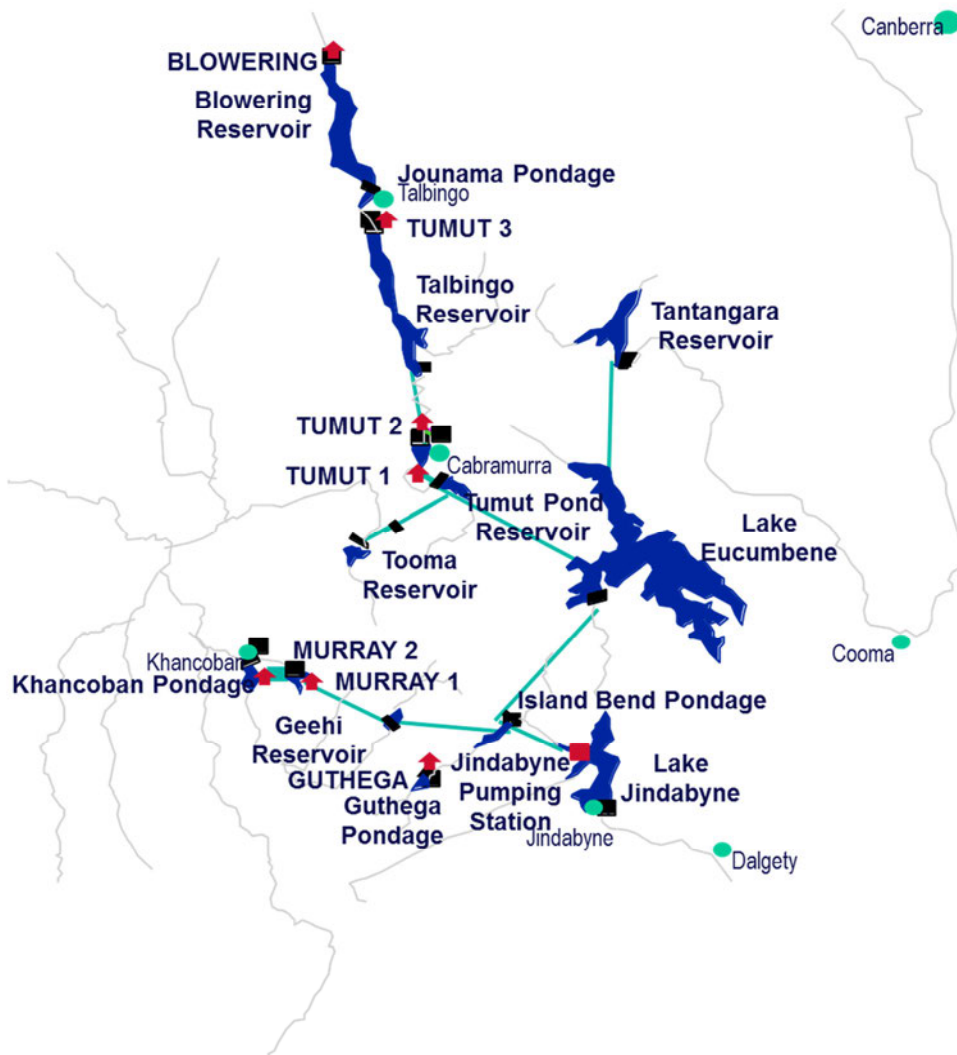 Canberra
BLOWERING
Blowering
Reservoir
Jounama Pondage
Talbingo
TUMUT 3
Talbingo
Reservoir
Tantangara
Reservoir
TUMUT 2
TUMUT 1
Cabramurra
Tumut Pond
Reservoir
Lake
Eucumbene
Tooma
Reservoir
Cooma
Khancoban
MURRAY 2
Khancoban Pondage
MURRAY 1
Island Bend Pondage
Geehi
Reservoir
GUTHEGA
Guthega
Pondage
Jindabyne
Pumping
Station
Lake
Jindabyne
Jindabyne
Dalgety